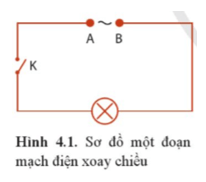 A ~ B
K
Hình 4.1. Sơ đồ một đoạn
mạch điện xoay chiều